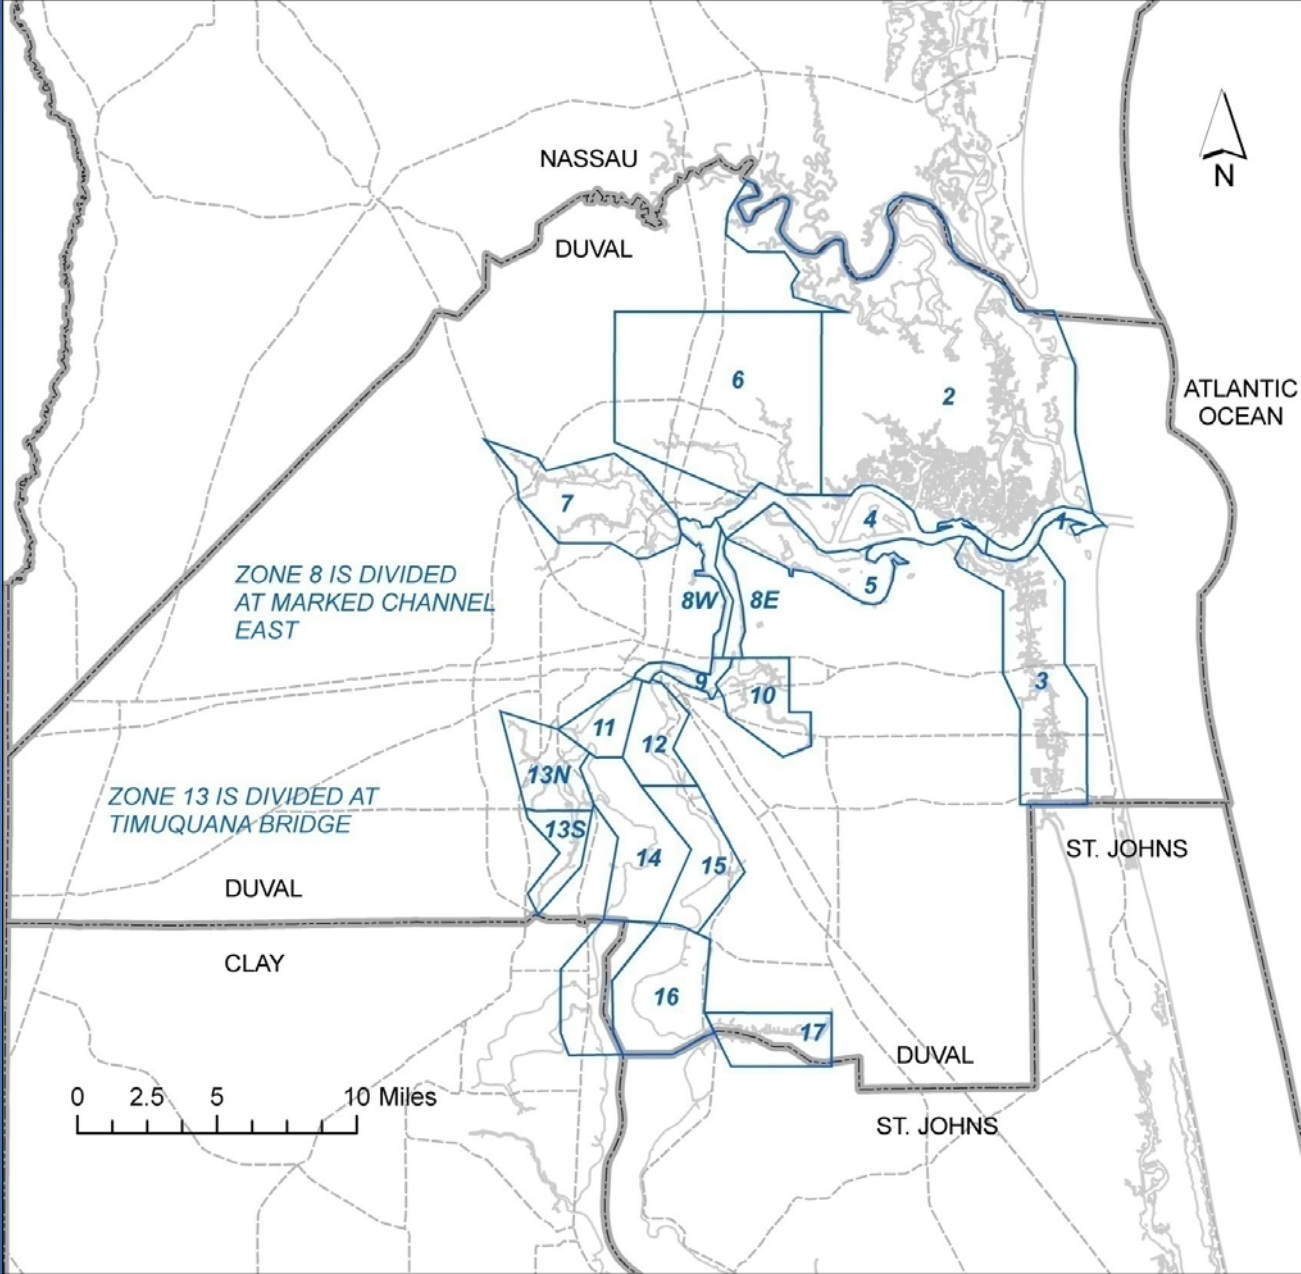 NASSAU
N
DUVAL
6
2
ATLANTIC
OCEAN
7
4
1
ZONE 8 IS DIVIDED
AT MARKED CHANNEL
EAST
5
8W
8E
9
10
3
11
12
13N
ZONE 13 IS DIVIDED AT
TIMUQUANA BRIDGE
13S
14
15
ST. JOHNS
DUVAL
CLAY
16
17
DUVAL
0 2.5 5 10 Miles
ST. JOHNS